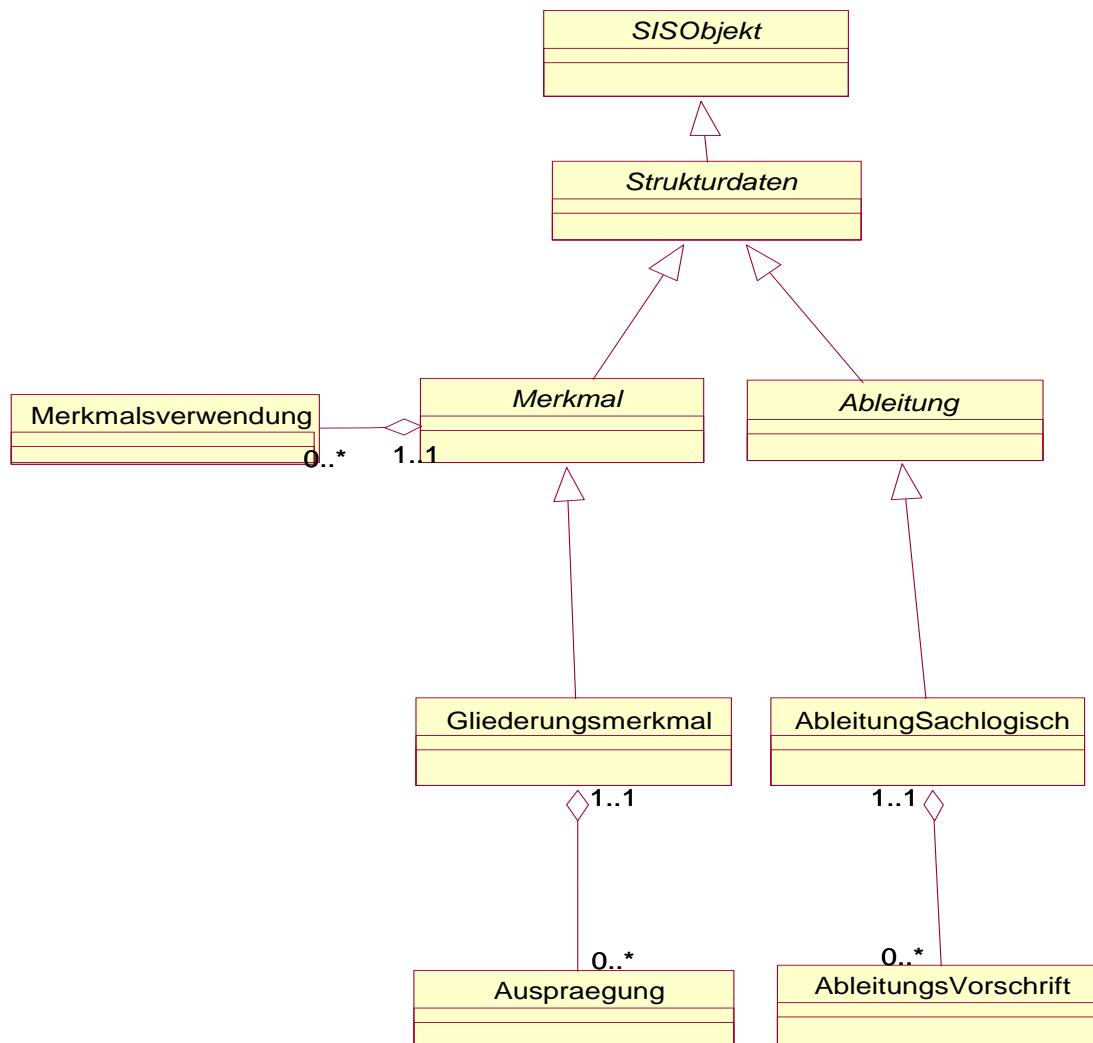 SISObjekt
Strukturdaten
Merkmalsverwendung
Merkmal
Ableitung
0..*
1..1
Gliederungsmerkmal
AbleitungSachlogisch
1..1
1..1
0..*
0..*
Auspraegung
AbleitungsVorschrift